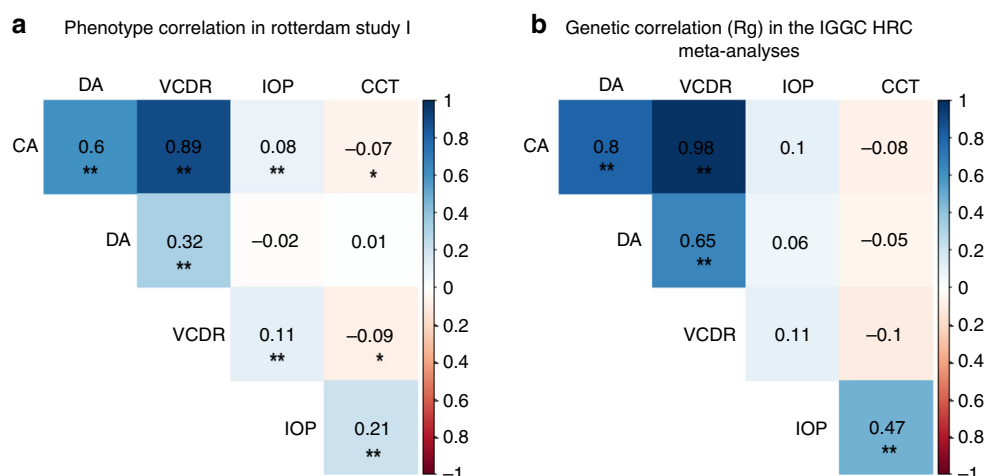 a
Phenotype correlation in rotterdam study I
DA VCDR IOP CCT
CA 0.6 0.89 0.08 −0.07
** ** ** *
DA 0.32 −0.02 0.01
**
VCDR 0.11 −0.09
** *
IOP 0.21
**
1
0.8
0.6
0.4
0.2
0
0.2
0.4
0.6
0.8
−1
b
Genetic correlation (Rg) in the IGGC HRC
meta-analyses
DA VCDR IOP CCT
CA 0.8 0.98 0.1 −0.08
** **
DA 0.65 0.06 −0.05
**
VCDR 0.11 −0.1
IOP 0.47
**
1
0.8
0.6
0.4
0.2
0
0.2
0.4
0.6
0.8
−1